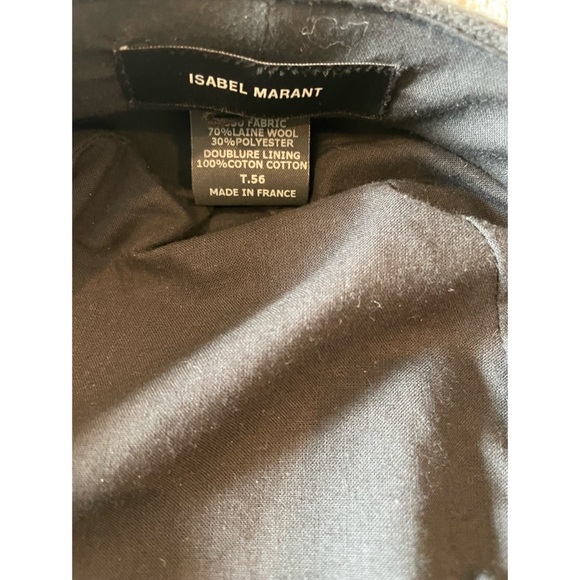 ISABEL MARANT
FABRIC
70%LAINE WOOL
30%POLYESTER
DOUBLURE LINING
100%COTON COTTON
T.56
MADE IN FRANCE